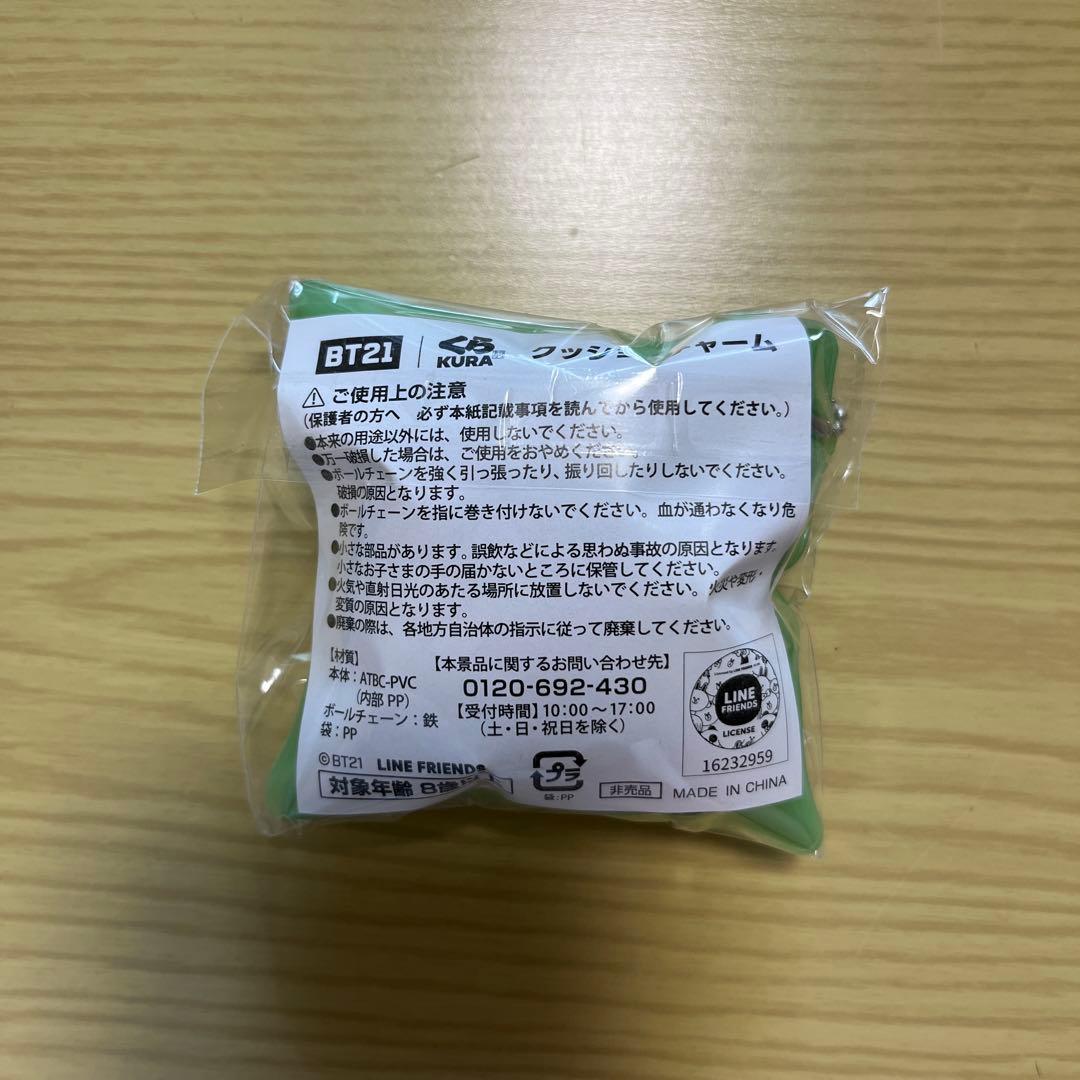 BT21 くら KURA クッションチャーム
ご使用上の注意
(保護者の方へ 必ず本紙記載事項を読んでから使用してください。)
●本来の用途以外には、使用しないでください。
●万一破損した場合は、ご使用をおやめください。
●ボールチェーンを強く引っ張ったり、振り回したりしないでください。
破損の原因となります。
●ボールチェーンを指に巻き付けないでください。血が通わなくなり危
険です。
●小さな部品があります。誤飲などによる思わぬ事故の原因となります。
小さなお子さまの手の届かないところに保管してください。
●火気や直射日光のあたる場所に放置しないでください。火災や変形・
変質の原因となります。
●廃棄の際は、各地方自治体の指示に従って廃棄してください。
【材質】
本体：ATBC-PVC
(内部 PP)
ボールチェーン：鉄
袋：PP
【本景品に関するお問い合わせ先】
0120-692-430
【受付時間】10:00～17:00
(土・日・祝日を除く)
LINE
FRIENDS
LICENSE
16232959
©BT21 LINE FRIENDS
対象年齢 8歳以上
プラ
袋:PP
非売品
MADE IN CHINA